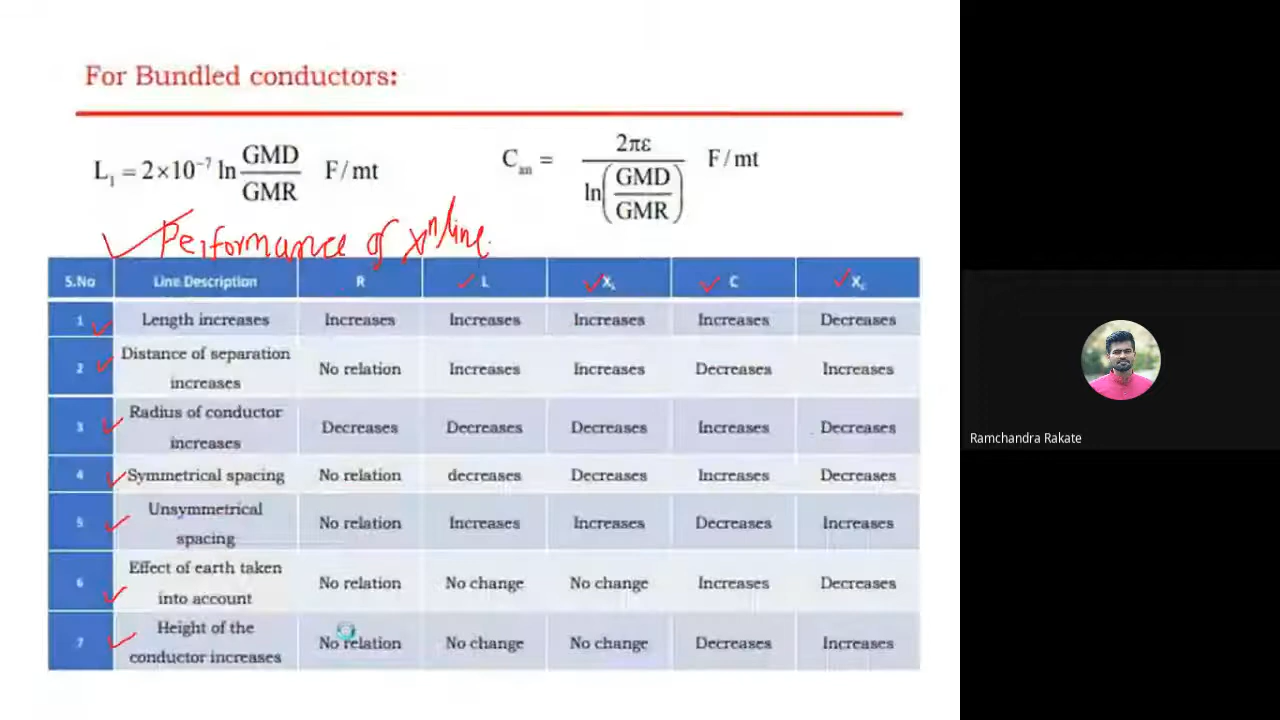 For Bundled conductors:
L₁ = 2×10⁻⁷ ln GMD/GMR F/mt
Cₐₙ = 2πε / ln(GMD/GMR) F/mt
✓ Performance of xⁿ line.
S.No Line Description R ✓ L ✓ X_L ✓ C ✓ X_C
1 ✓ Length increases Increases Increases Increases Increases Decreases
2 ✓ Distance of separation
increases No relation Increases Increases Decreases Increases
3 ✓ Radius of conductor
increases Decreases Decreases Decreases Increases Decreases
4 ✓ Symmetrical spacing No relation decreases Decreases Increases Decreases
5 ✓ Unsymmetrical
spacing No relation Increases Increases Decreases Increases
6 ✓ Effect of earth taken
into account No relation No change No change Increases Decreases
7 ✓ Height of the
conductor increases No relation No change No change Decreases Increases
Ramchandra Rakate